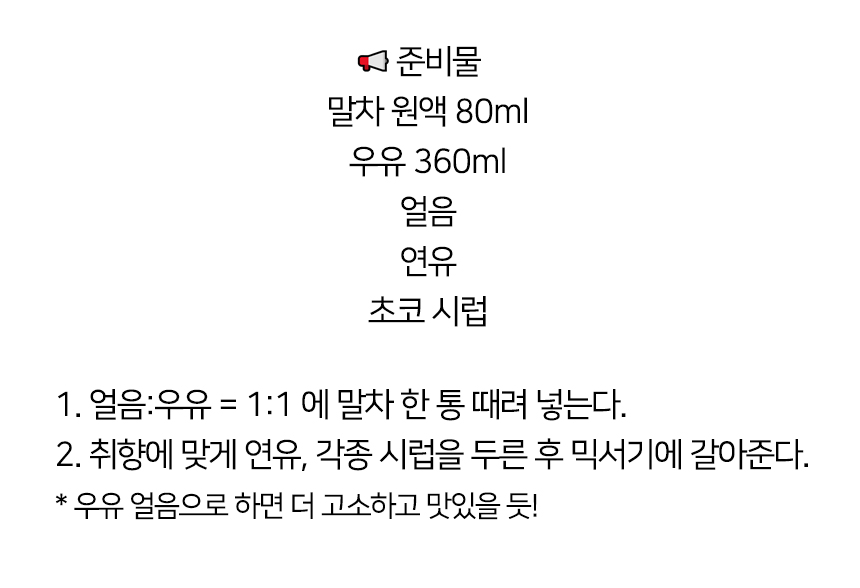 📢 준비물
말차 원액 80ml
우유 360ml
얼음
연유
초코 시럽
1. 얼음:우유 = 1:1 에 말차 한 통 때려 넣는다.
2. 취향에 맞게 연유, 각종 시럽을 두른 후 믹서기에 갈아준다.
* 우유 얼음으로 하면 더 고소하고 맛있을 듯!